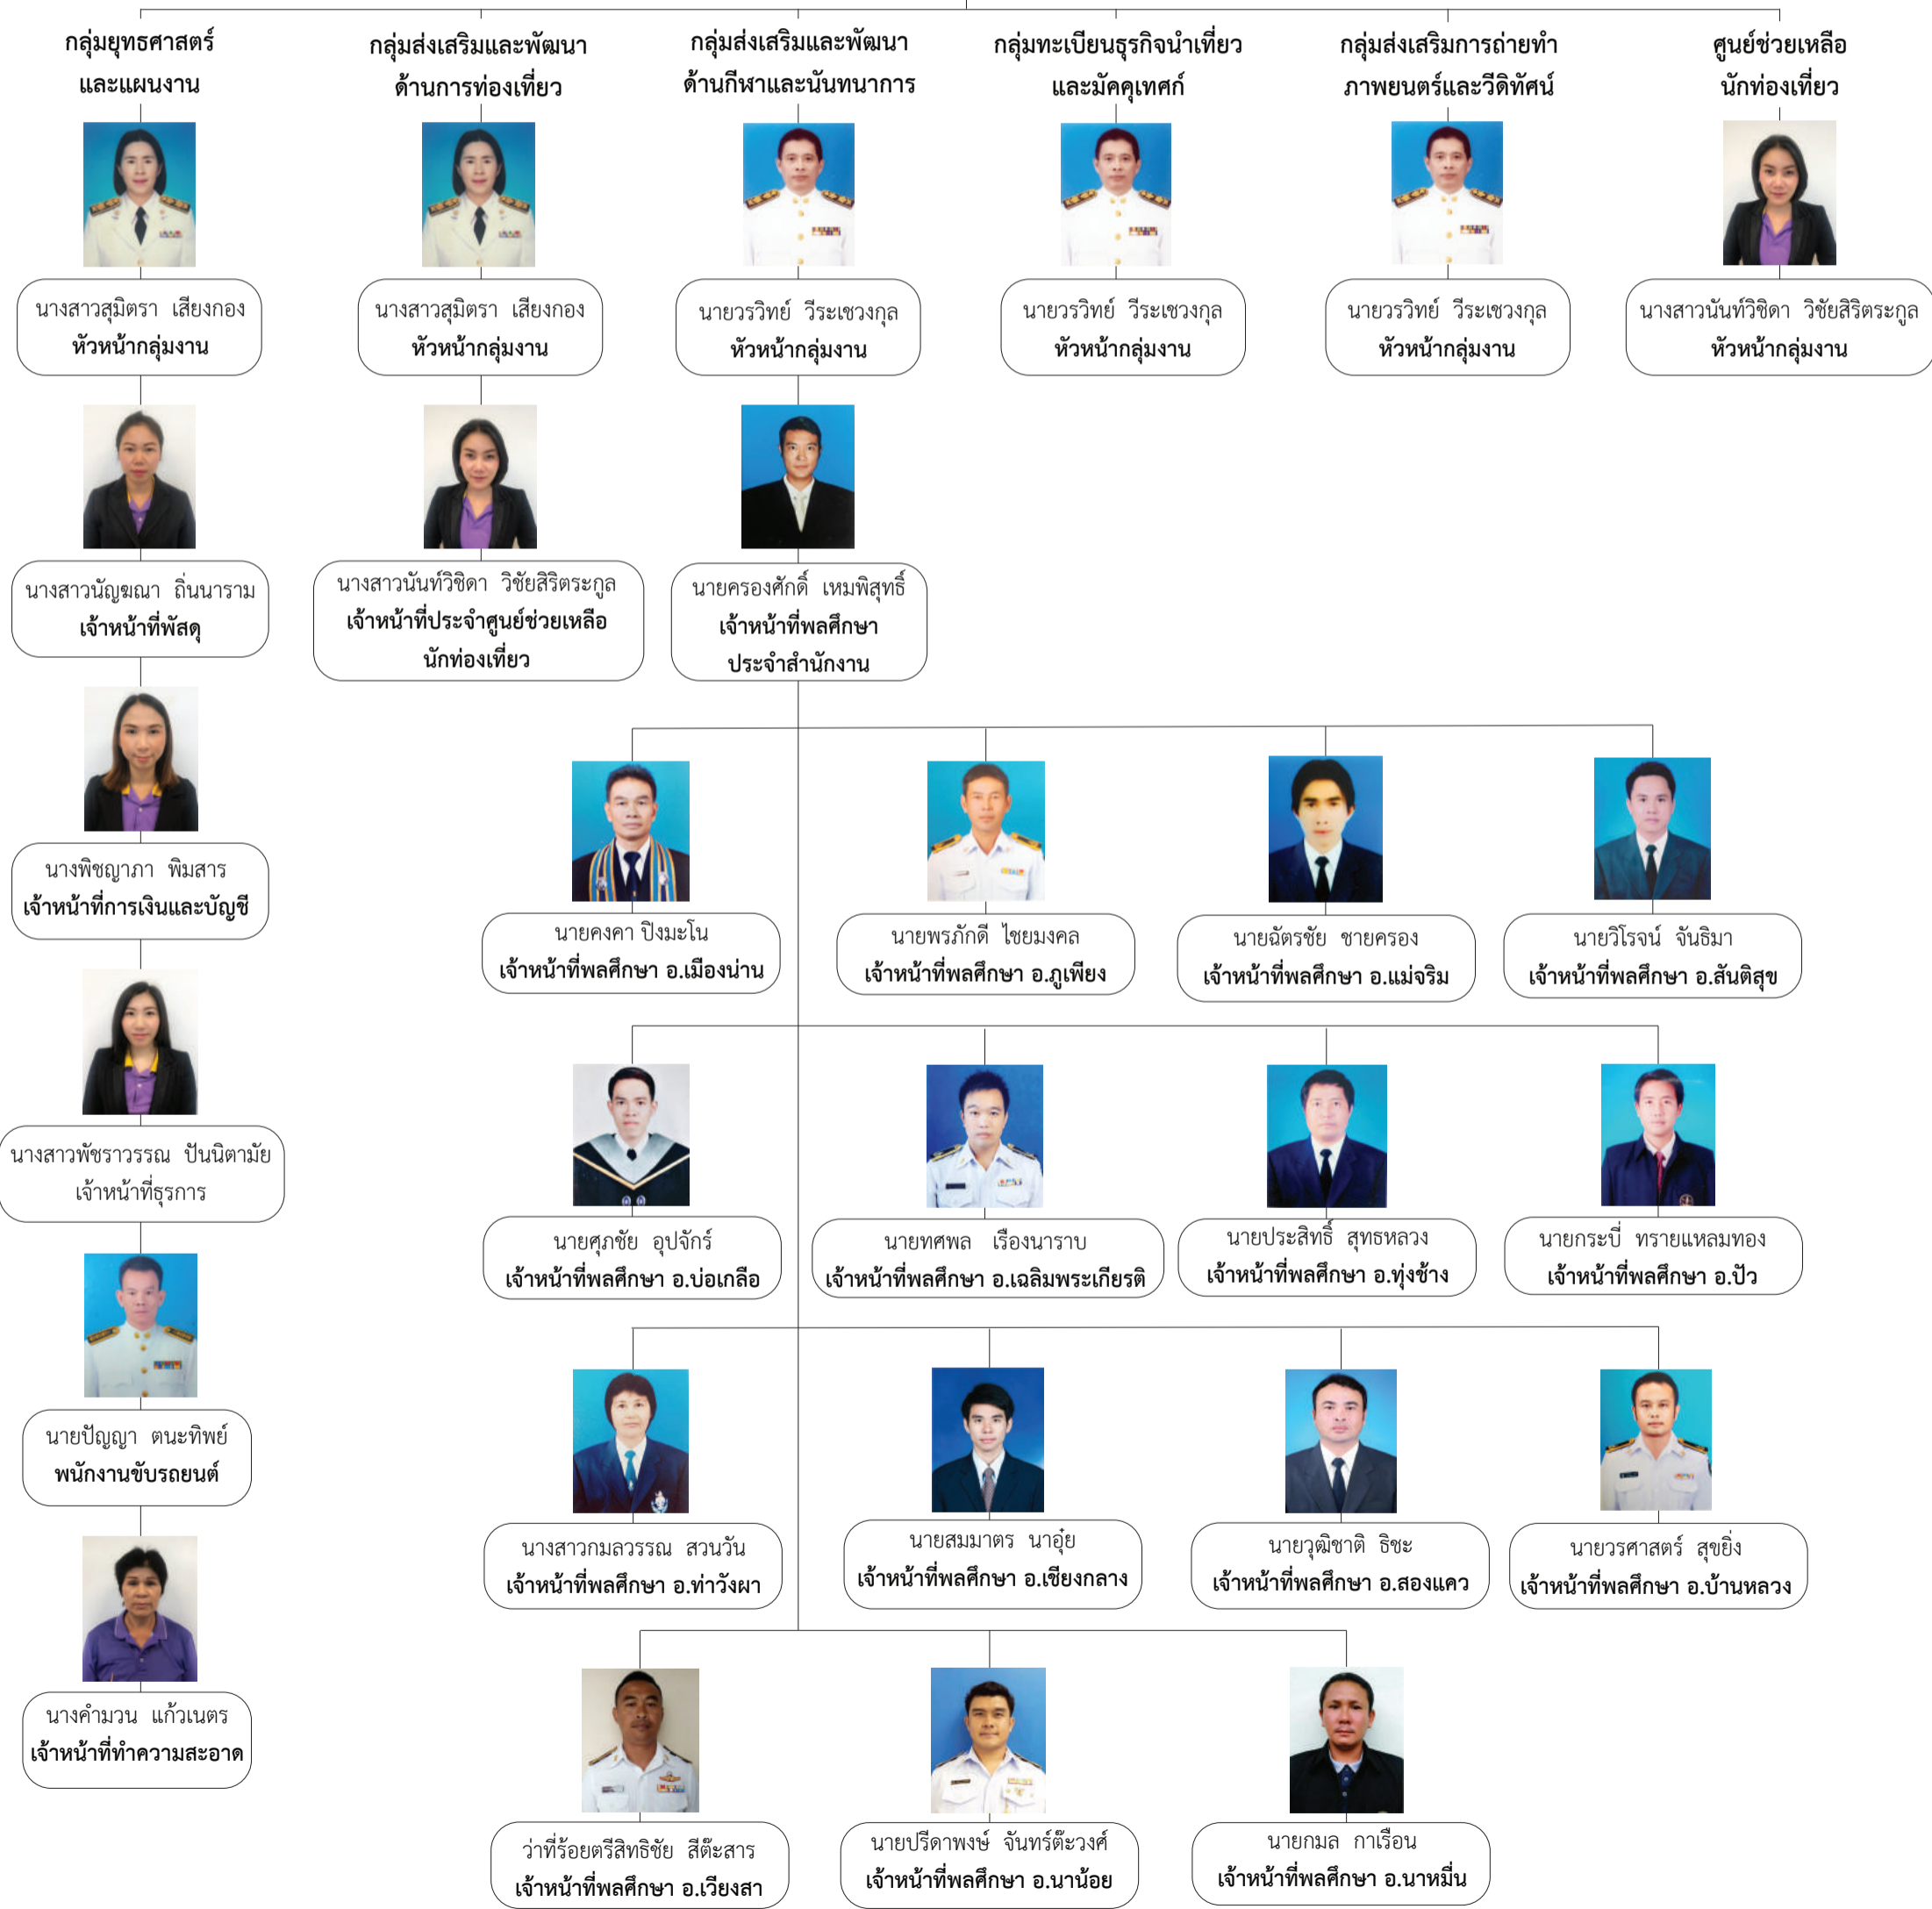 กลุ่มยุทธศาสตร์
และแผนงาน
กลุ่มส่งเสริมและพัฒนา
ด้านการท่องเที่ยว
กลุ่มส่งเสริมและพัฒนา
ด้านกีฬาและนันทนาการ
กลุ่มทะเบียนธุรกิจนำเที่ยว
และมัคคุเทศก์
กลุ่มส่งเสริมการถ่ายทำ
ภาพยนตร์และวีดิทัศน์
ศูนย์ช่วยเหลือ
นักท่องเที่ยว
นางสาวสุมิตรา เสียงกอง
หัวหน้ากลุ่มงาน
นางสาวสุมิตรา เสียงกอง
หัวหน้ากลุ่มงาน
นายวรวิทย์ วีระเชวงกุล
หัวหน้ากลุ่มงาน
นายวรวิทย์ วีระเชวงกุล
หัวหน้ากลุ่มงาน
นายวรวิทย์ วีระเชวงกุล
หัวหน้ากลุ่มงาน
นางสาวนันท์วิชิดา วิชัยสิริตระกูล
หัวหน้ากลุ่มงาน
นางสาวนัญฆณา ถิ่นนาราม
เจ้าหน้าที่พัสดุ
นางสาวนันท์วิชิดา วิชัยสิริตระกูล
เจ้าหน้าที่ประจำศูนย์ช่วยเหลือ
นักท่องเที่ยว
นายครองศักดิ์ เหมพิสุทธิ์
เจ้าหน้าที่พลศึกษา
ประจำสำนักงาน
นางพิชญาภา พิมสาร
เจ้าหน้าที่การเงินและบัญชี
นายคงคา ปิงมะโน
เจ้าหน้าที่พลศึกษา อ.เมืองน่าน
นายพรภักดี ไชยมงคล
เจ้าหน้าที่พลศึกษา อ.ภูเพียง
นายฉัตรชัย ชายครอง
เจ้าหน้าที่พลศึกษา อ.แม่จริม
นายวิโรจน์ จันธิมา
เจ้าหน้าที่พลศึกษา อ.สันติสุข
นางสาวพัชราวรรณ ปันนิตามัย
เจ้าหน้าที่ธุรการ
นายศุภชัย อุปจักร์
เจ้าหน้าที่พลศึกษา อ.บ่อเกลือ
นายทศพล เรืองนาราบ
เจ้าหน้าที่พลศึกษา อ.เฉลิมพระเกียรติ
นายประสิทธิ์ สุทธหลวง
เจ้าหน้าที่พลศึกษา อ.ทุ่งช้าง
นายกระบี่ ทรายแหลมทอง
เจ้าหน้าที่พลศึกษา อ.ปัว
นายปัญญา ตนะทิพย์
พนักงานขับรถยนต์
นางสาวกมลวรรณ สวนวัน
เจ้าหน้าที่พลศึกษา อ.ท่าวังผา
นายสมมาตร นาอุ๋ย
เจ้าหน้าที่พลศึกษา อ.เชียงกลาง
นายวุฒิชาติ ธิชะ
เจ้าหน้าที่พลศึกษา อ.สองแคว
นายวรศาสตร์ สุขยิ่ง
เจ้าหน้าที่พลศึกษา อ.บ้านหลวง
นางคำมวน แก้วเนตร
เจ้าหน้าที่ทำความสะอาด
ว่าที่ร้อยตรีสิทธิชัย สีต๊ะสาร
เจ้าหน้าที่พลศึกษา อ.เวียงสา
นายปรีดาพงษ์ จันทร์ต๊ะวงศ์
เจ้าหน้าที่พลศึกษา อ.นาน้อย
นายกมล กาเรือน
เจ้าหน้าที่พลศึกษา อ.นาหมื่น